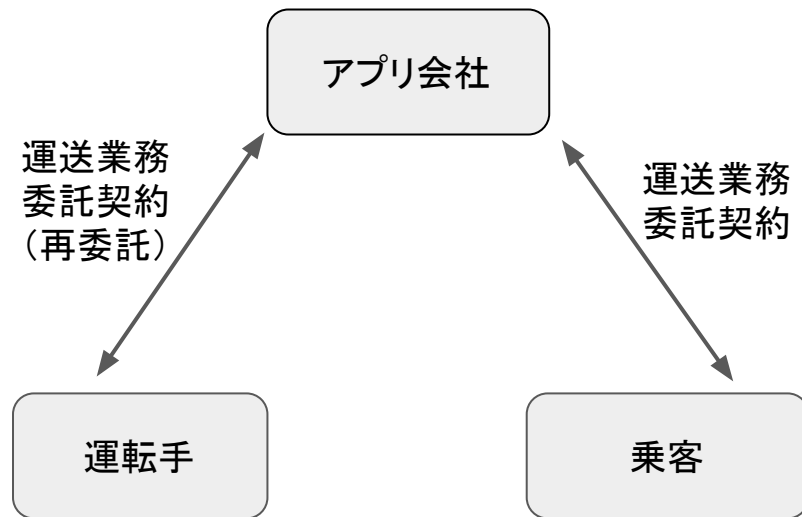 アプリ会社
運送業務
委託契約
（再委託）
運送業務
委託契約
運転手
乗客